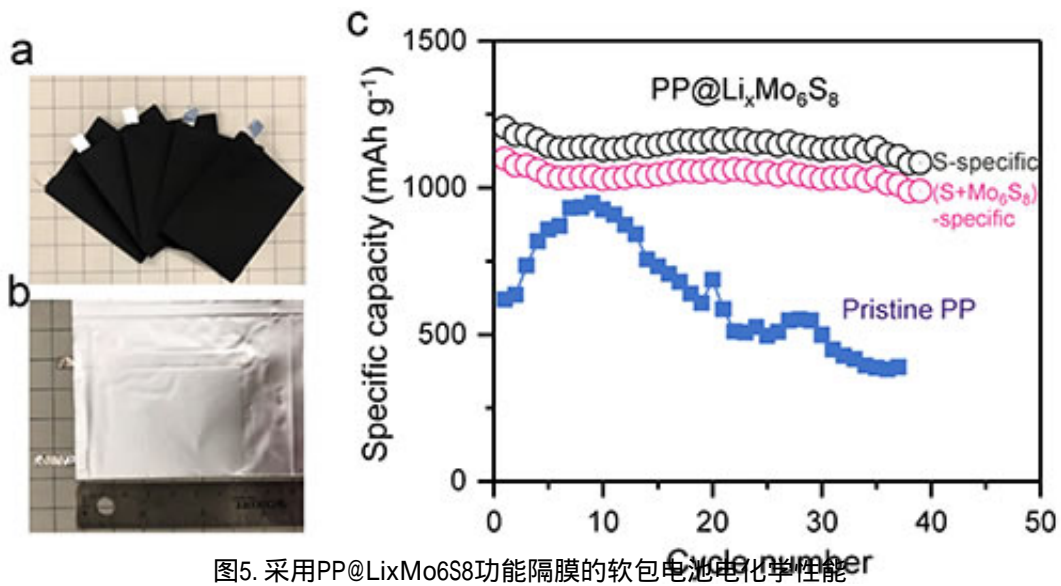 a
b
c
1500
1000
500
0
Specific capacity (mAh g⁻¹)
PP@LiₓMo₆S₈
S-specific
(S+Mo₆S₈)
-specific
Pristine PP
0 10 20 30 40 50
Cycle number
图5. 采用PP@LixMo6S8功能隔膜的软包电池电化学性能